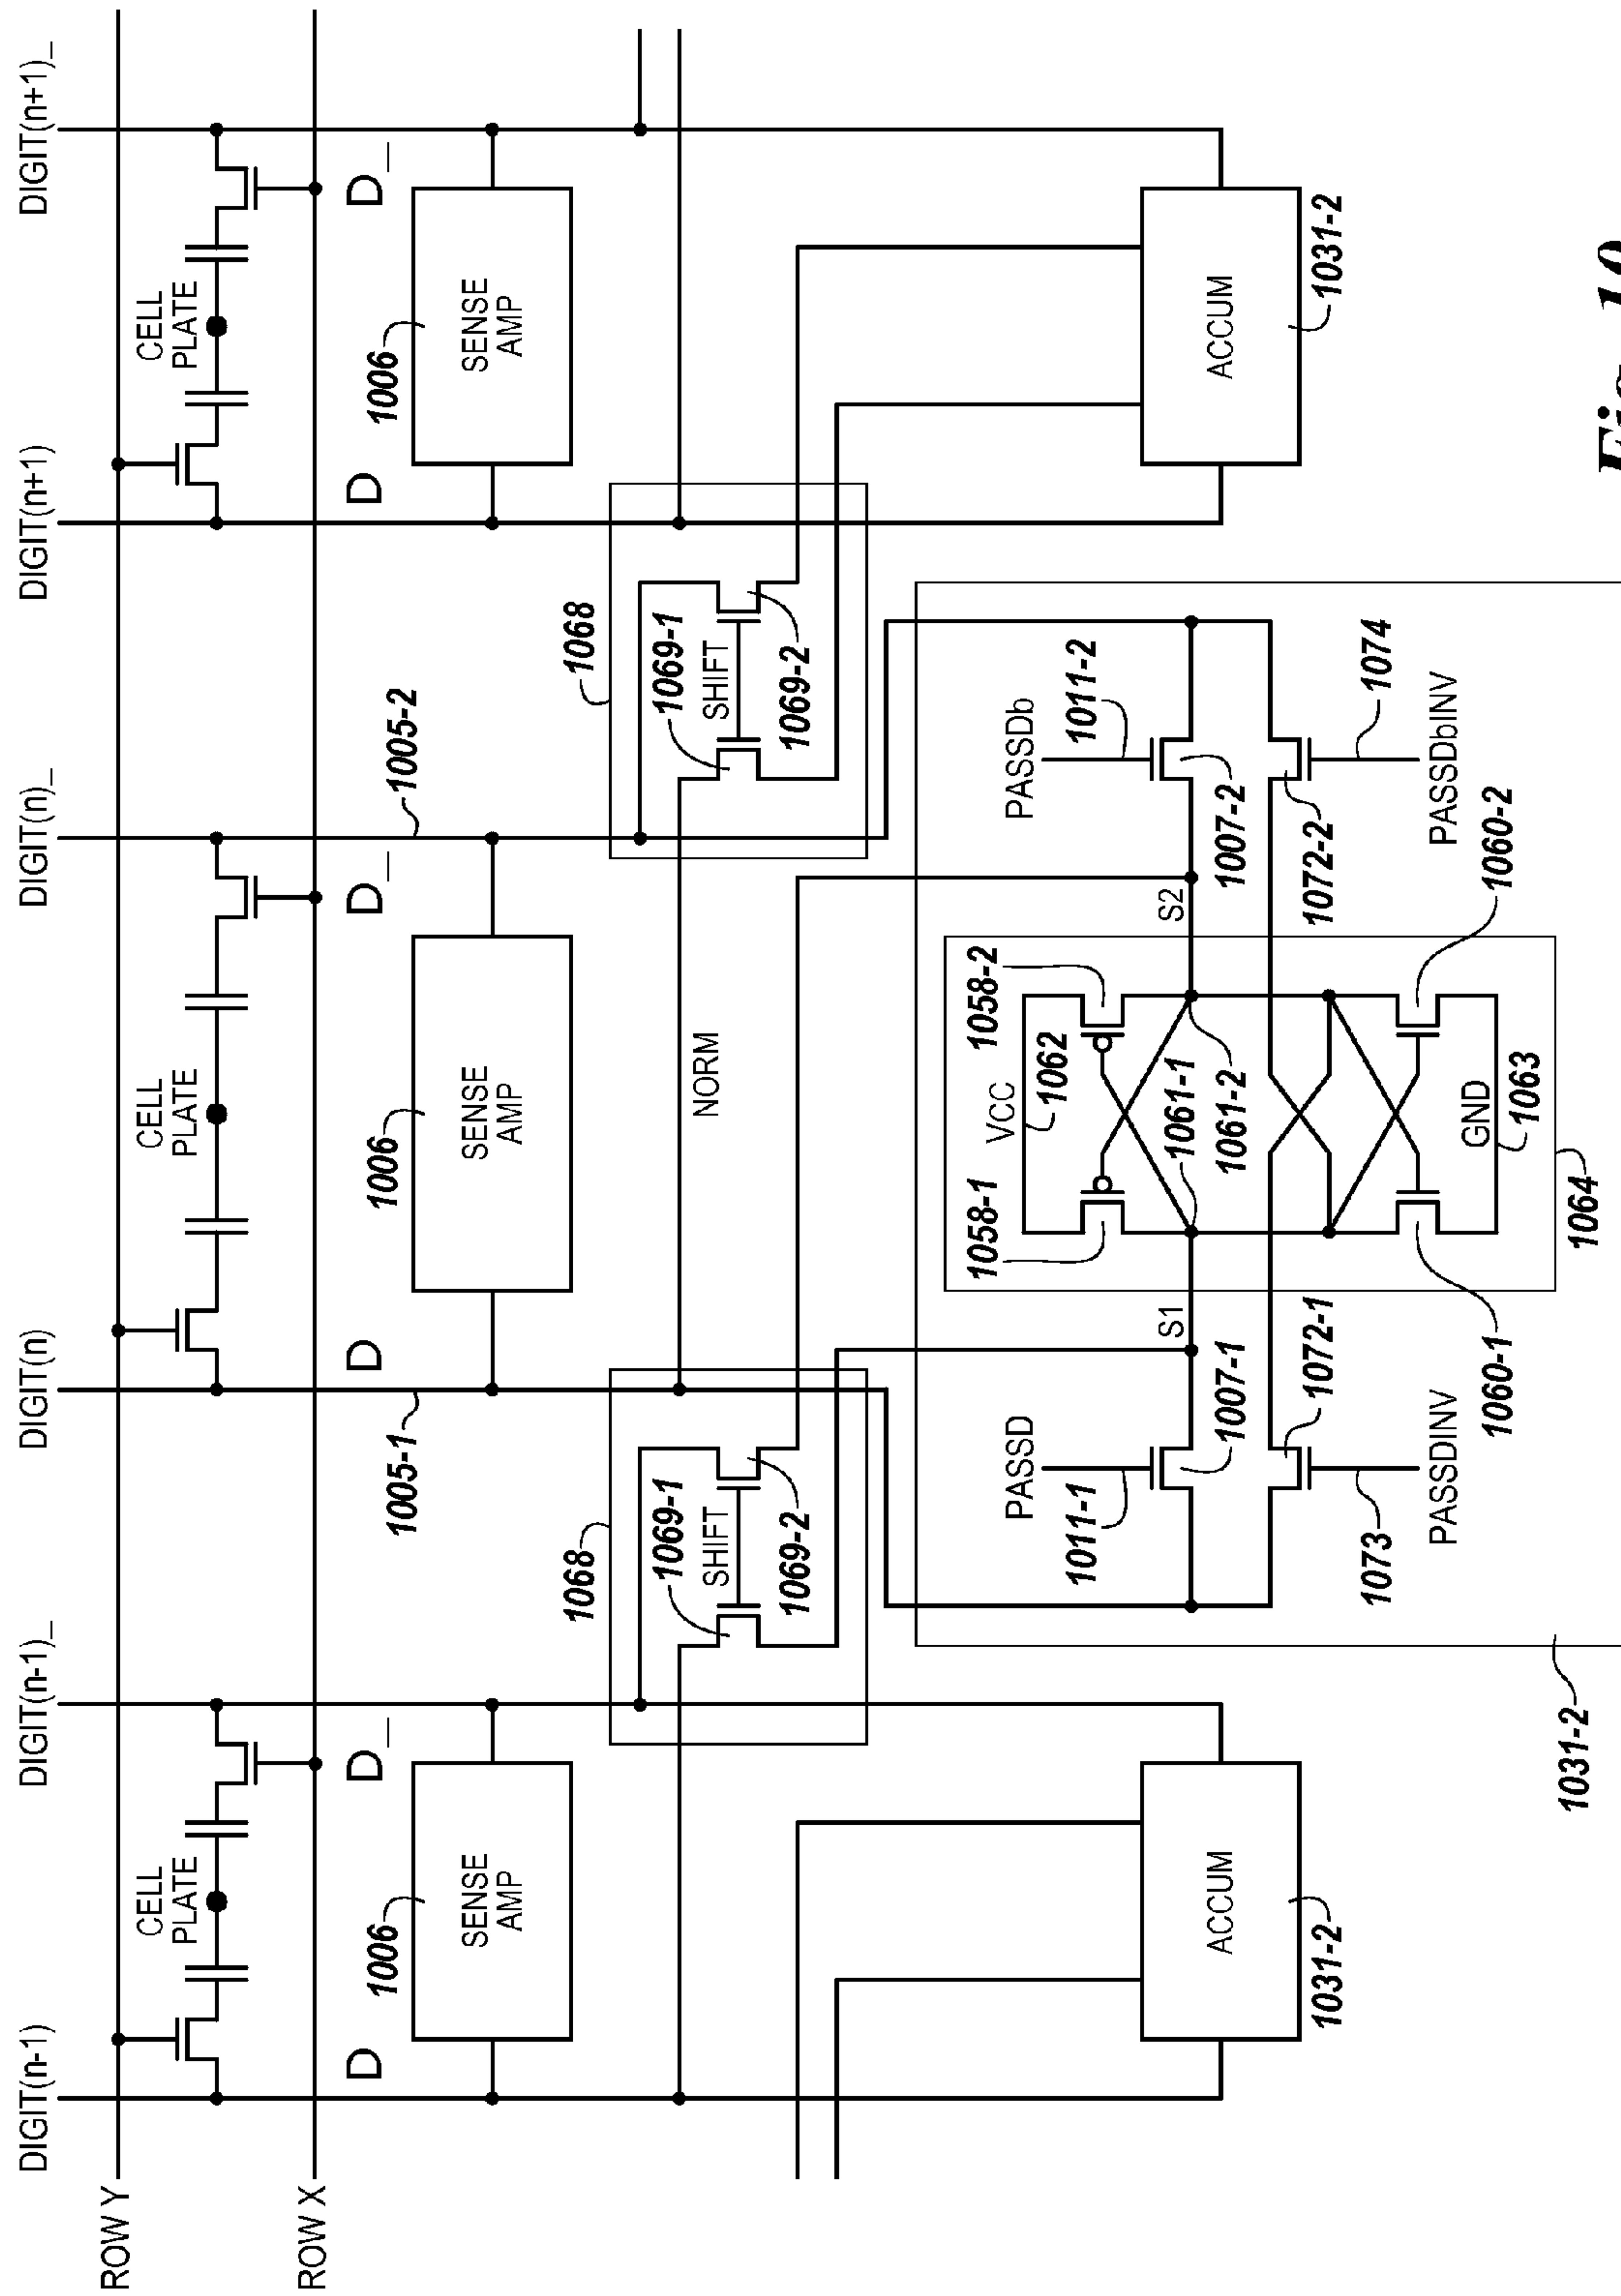 DIGIT(n-1)
DIGIT(n-1)_
DIGIT(n)
DIGIT(n)_
DIGIT(n+1)
DIGIT(n+1)_
ROW Y
CELL
PLATE
CELL
PLATE
CELL
PLATE
ROW X
D
D_
D
D_
D
D_
1006
1005-1
1006
1005-2
1006
SENSE
AMP
SENSE
AMP
SENSE
AMP
1068
1068
1069-1
SHIFT
1069-2
NORM
1069-1
SHIFT
1069-2
PASSD
1011-1
PASSDb
1011-2
1058-1
VCC
1062
1058-2
S1
1061-1
S2
1007-1
1061-2
1007-2
ACCUM
ACCUM
1031-2
1072-1
1072-2
1031-2
1073
1074
PASSDINV
PASSDbINV
1060-1
GND
1063
1060-2
1064
1031-2